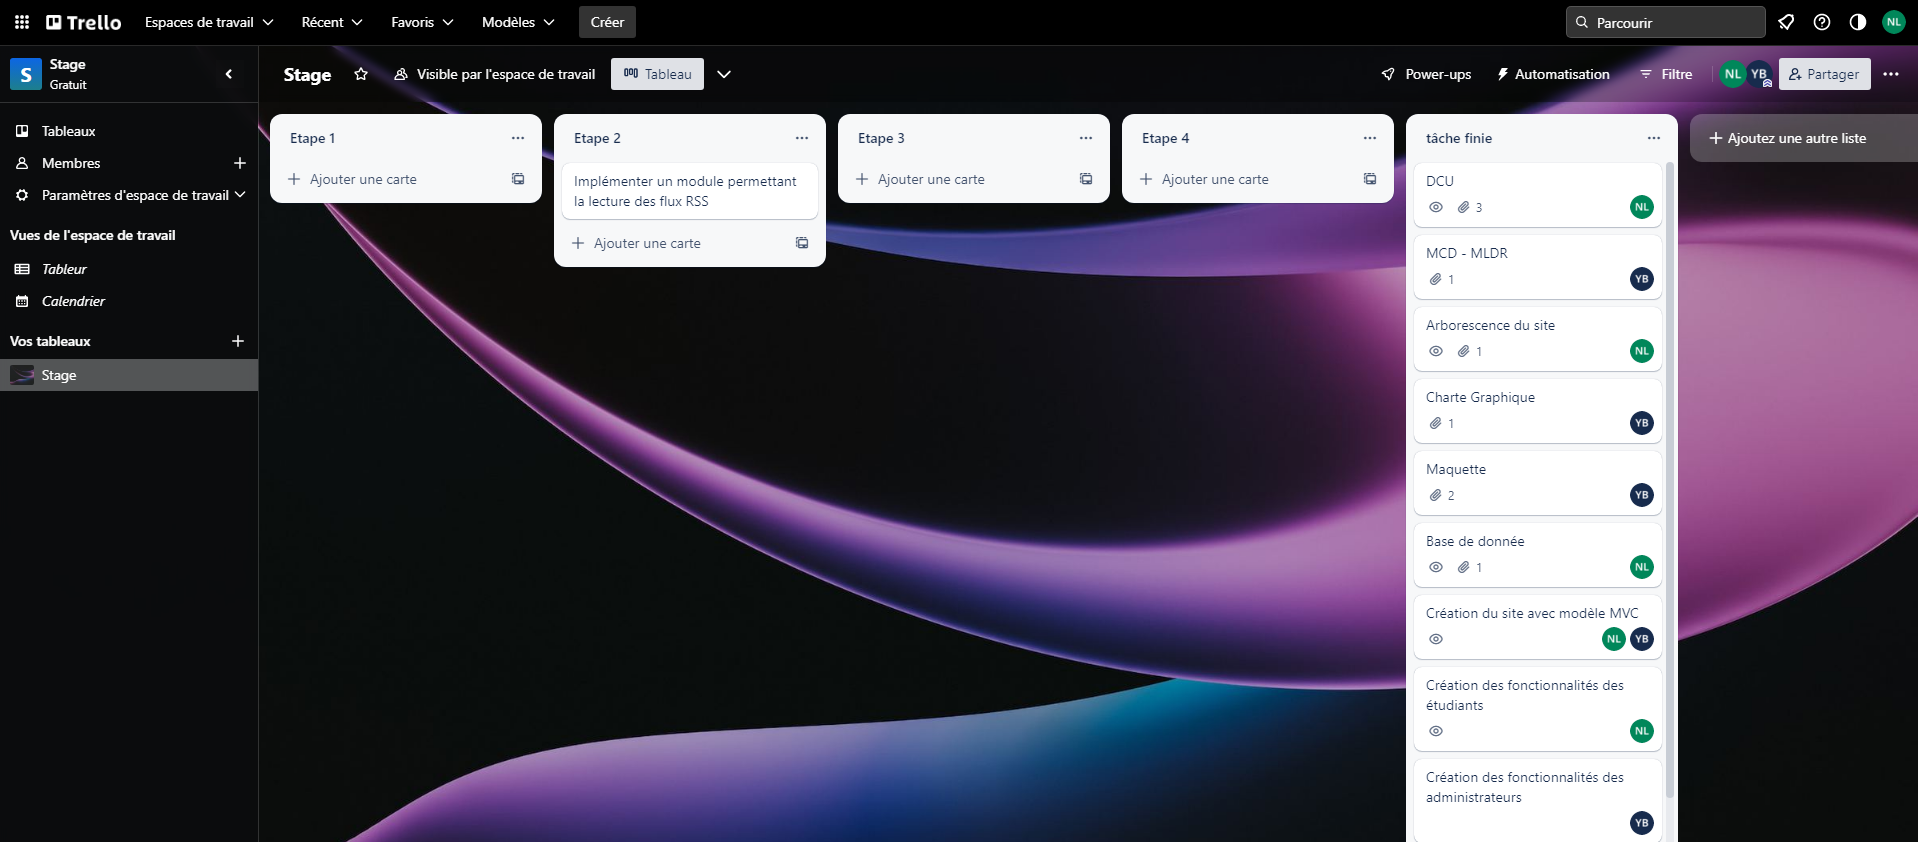 Trello
Espaces de travail
Récent
Favoris
Modèles
Créer
Parcourir
NL
S
Stage
Gratuit
Stage
Visible par l'espace de travail
Tableau
Power-ups
Automatisation
Filtre
NL
YB
Partager
Tableaux
Membres
Paramètres d'espace de travail
Vues de l'espace de travail
Tableur
Calendrier
Vos tableaux
Stage
Etape 1
Ajouter une carte
Etape 2
Implémenter un module permettant
la lecture des flux RSS
Ajouter une carte
Etape 3
Ajouter une carte
Etape 4
Ajouter une carte
tâche finie
DCU
3
NL
MCD - MLDR
1
YB
Arborescence du site
1
NL
Charte Graphique
1
YB
Maquette
2
YB
Base de donnée
1
NL
Création du site avec modèle MVC
NL YB
Création des fonctionnalités des
étudiants
NL
Création des fonctionnalités des
administrateurs
YB
Ajoutez une autre liste